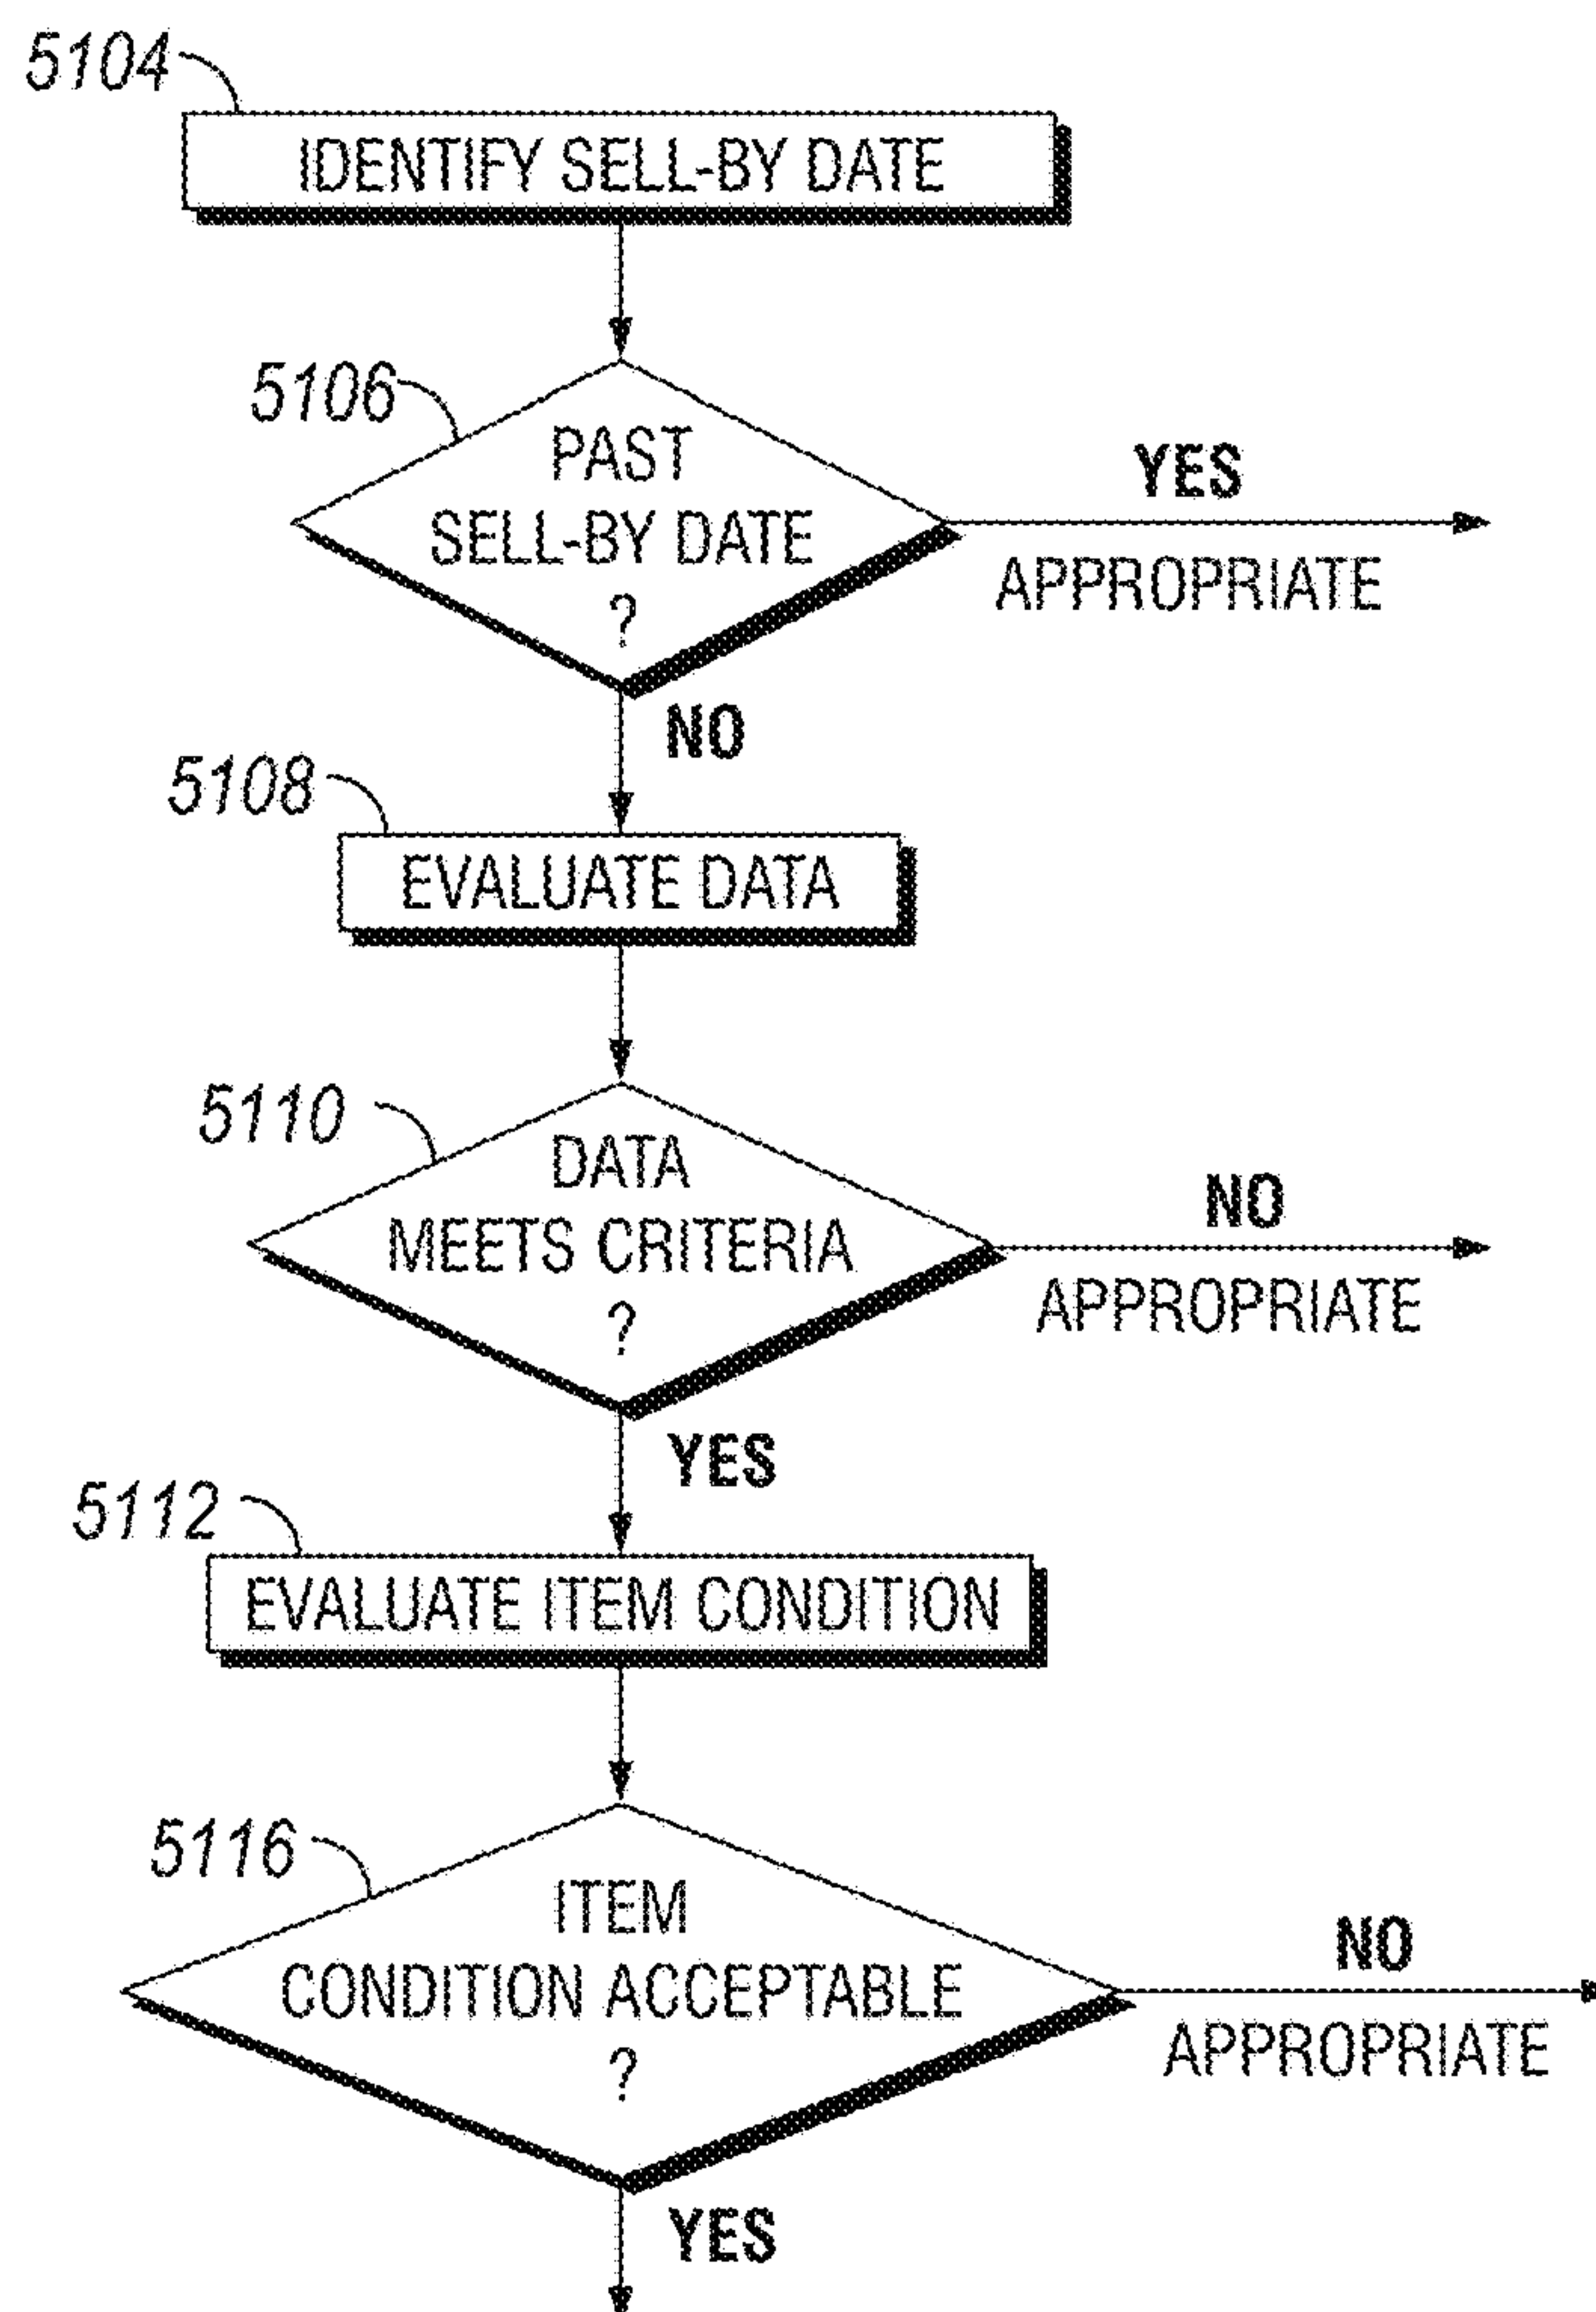 5104
IDENTIFY SELL-BY DATE
5106
PAST
SELL-BY DATE
?
YES
APPROPRIATE
NO
5108
EVALUATE DATA
5110
DATA
MEETS CRITERIA
?
NO
APPROPRIATE
YES
5112
EVALUATE ITEM CONDITION
5116
ITEM
CONDITION ACCEPTABLE
?
NO
APPROPRIATE
YES